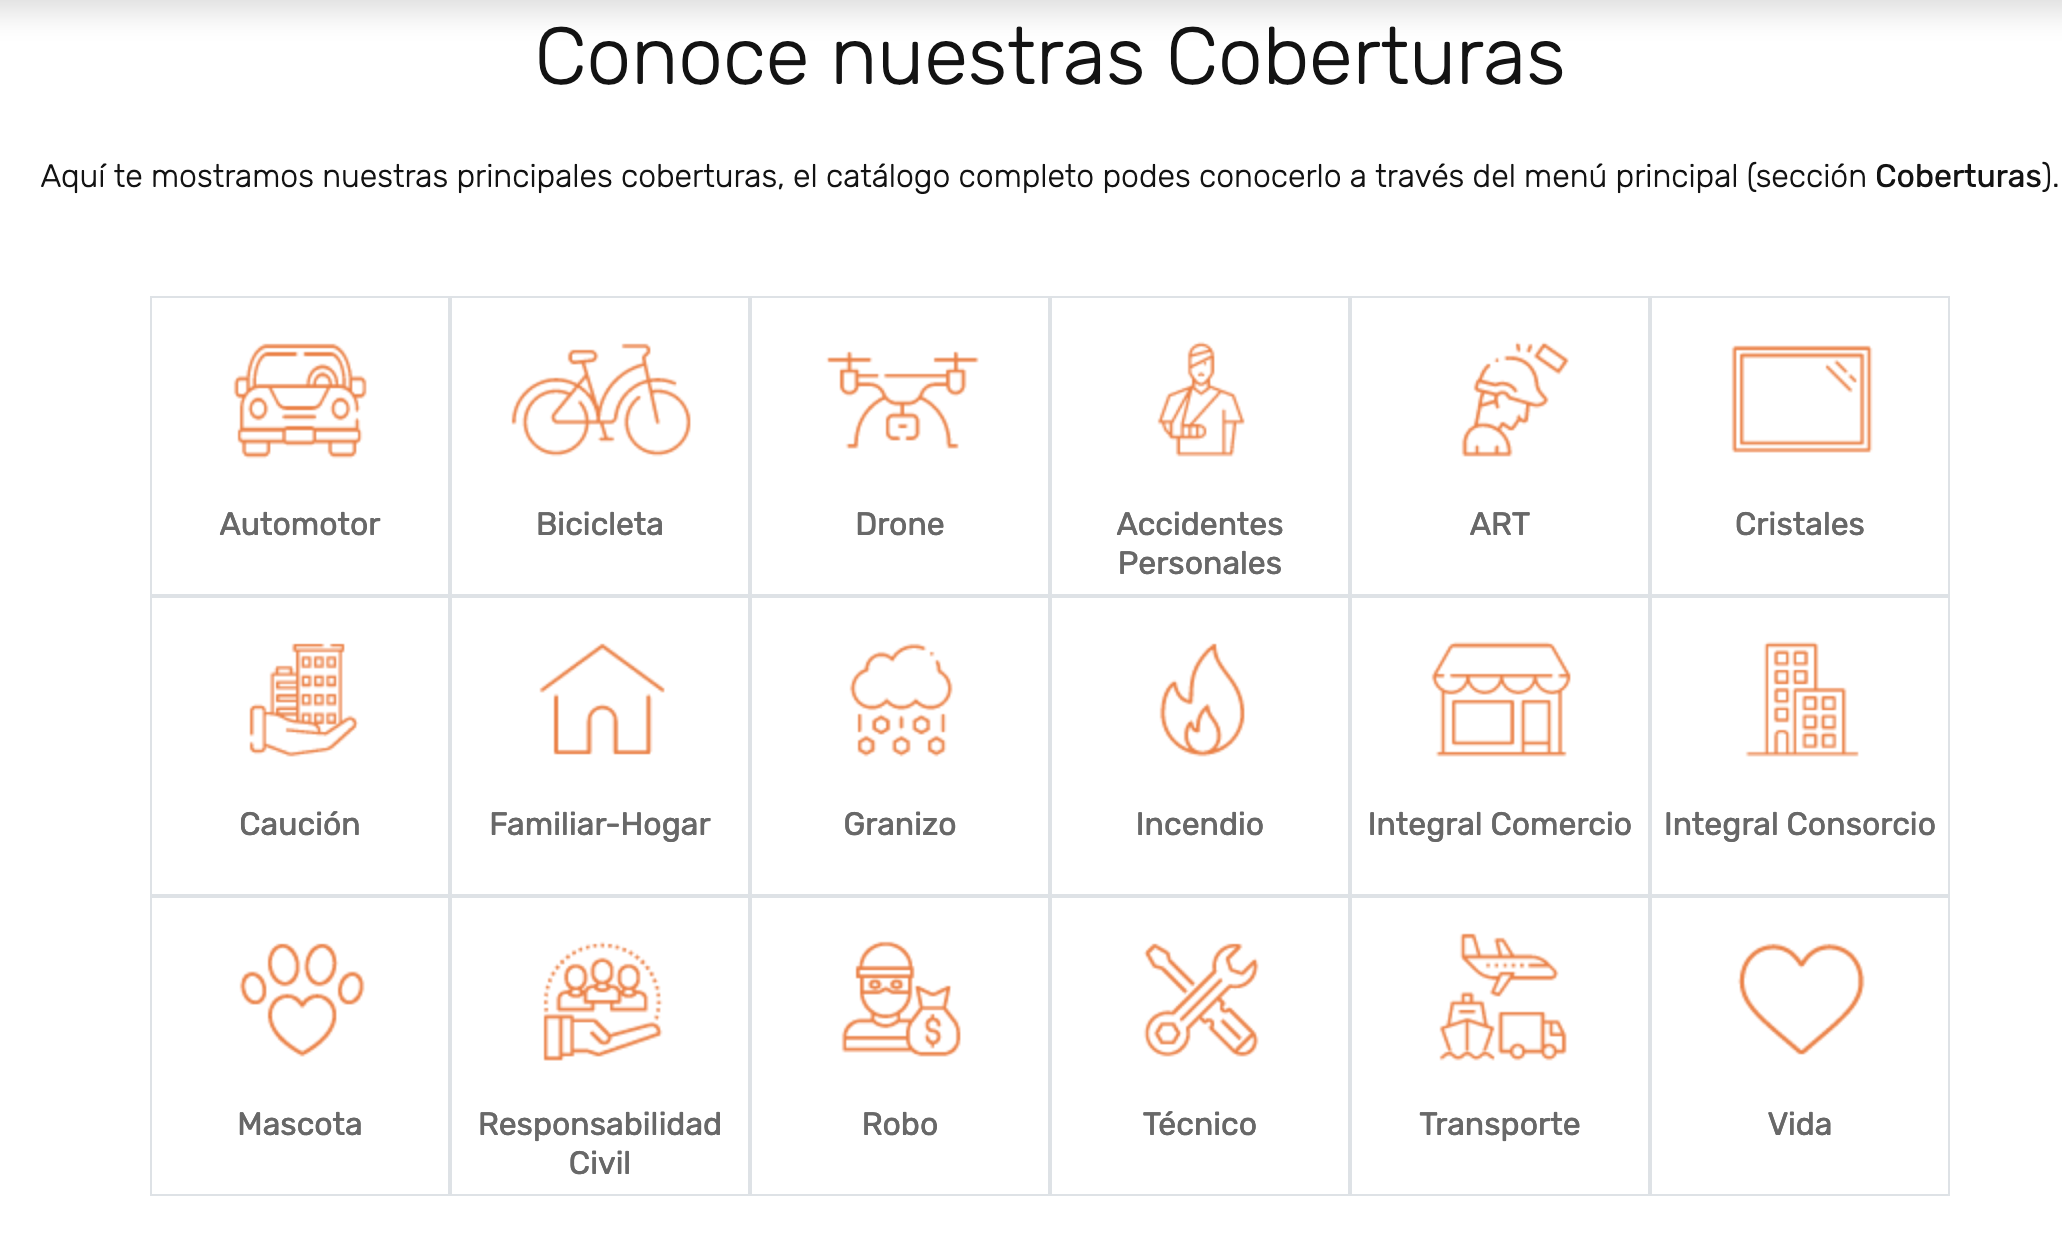 Conoce nuestras Coberturas
Aquí te mostramos nuestras principales coberturas, el catálogo completo podes conocerlo a través del menú principal (sección Coberturas).
Automotor
Bicicleta
Drone
Accidentes
Personales
ART
Cristales
Caución
Familiar-Hogar
Granizo
Incendio
Integral Comercio
Integral Consorcio
Mascota
Responsabilidad
Civil
$
Robo
Técnico
Transporte
Vida